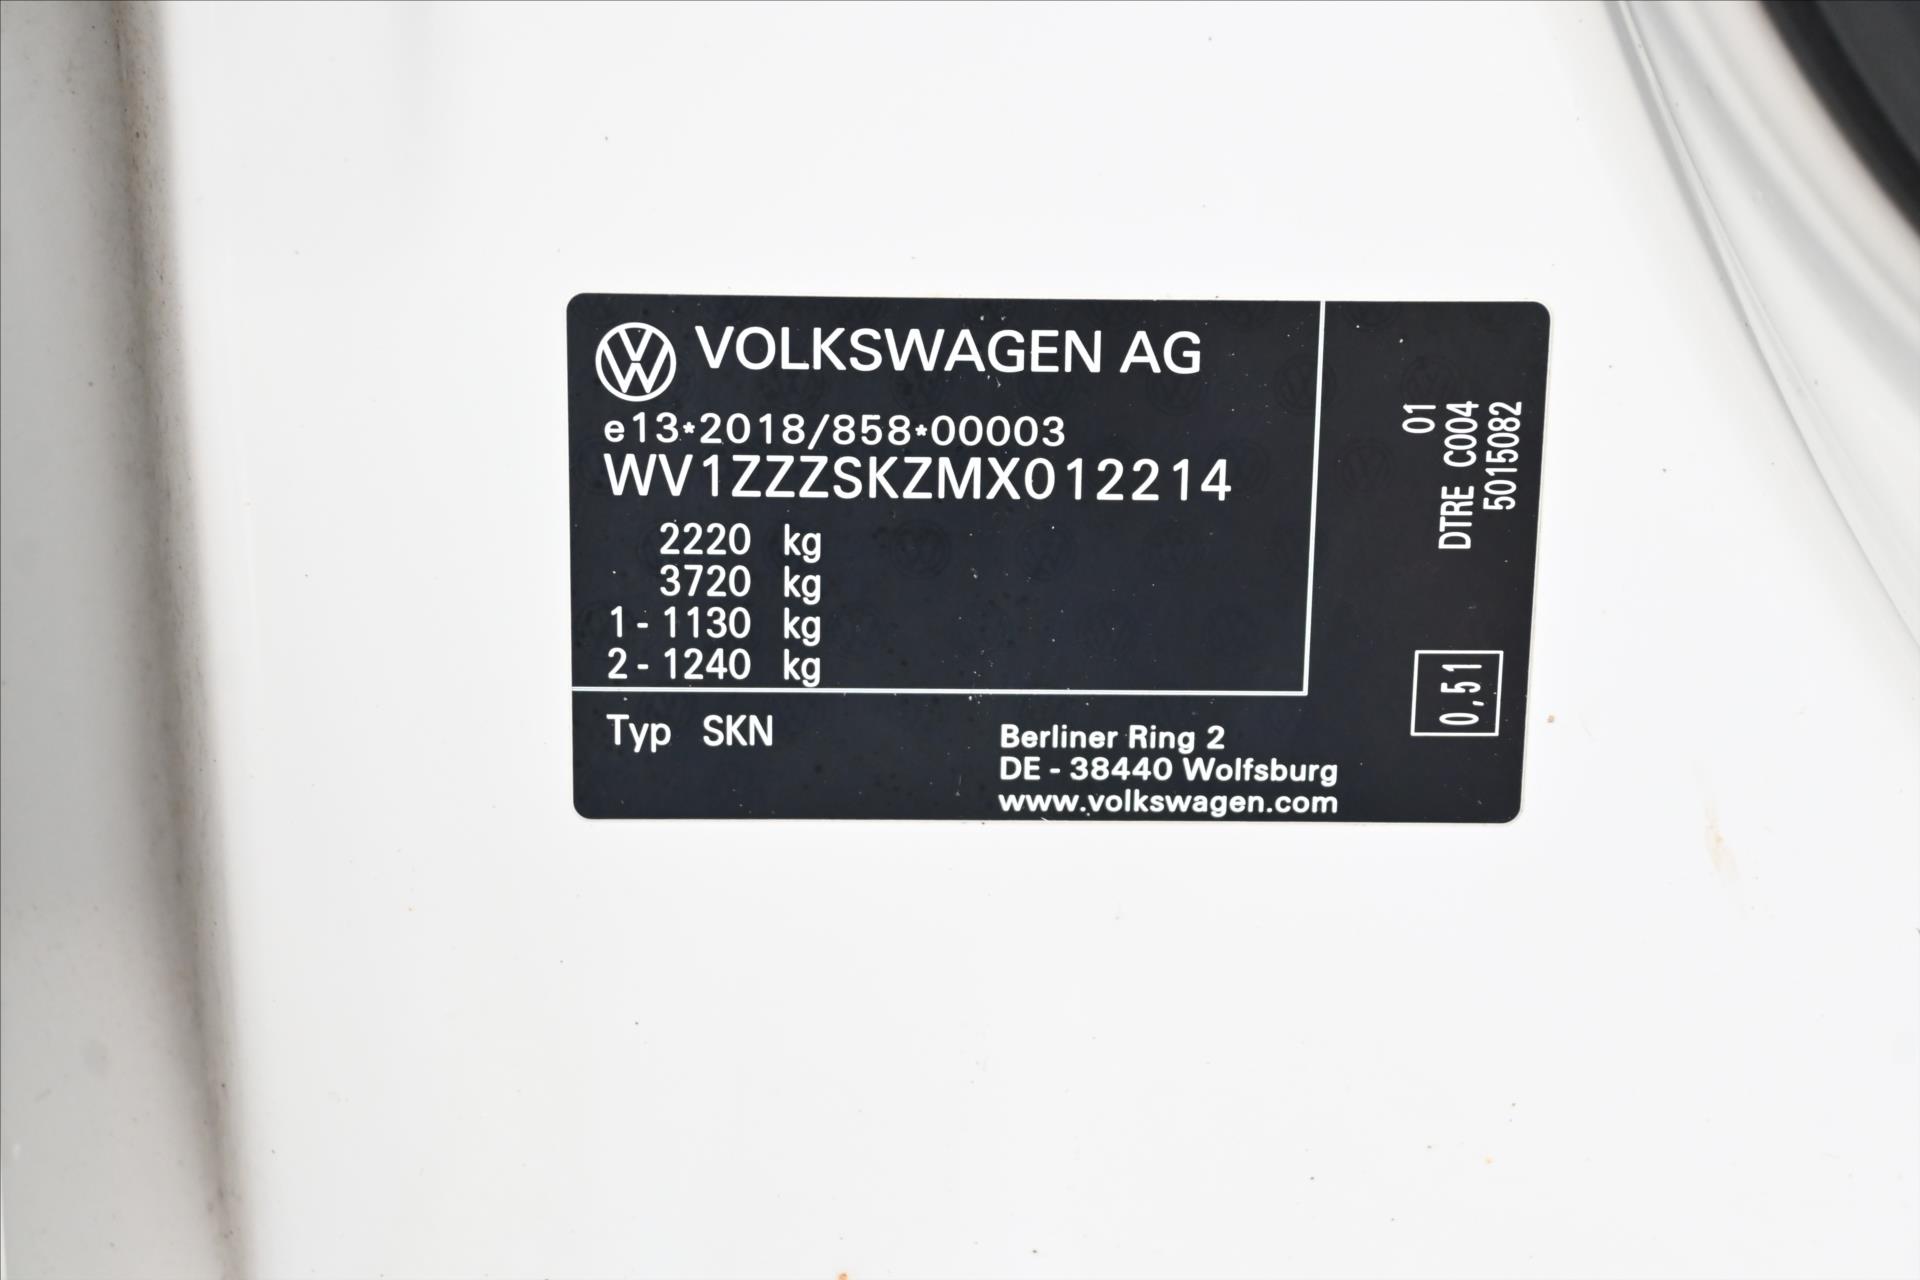 VOLKSWAGEN AG
e13*2018/858*00003
WV1ZZZSKZMX012214
2220 kg
3720 kg
1 - 1130 kg
2 - 1240 kg
Typ SKN
Berliner Ring 2
DE - 38440 Wolfsburg
www.volkswagen.com
01
DTRE C004
5015082
0,51